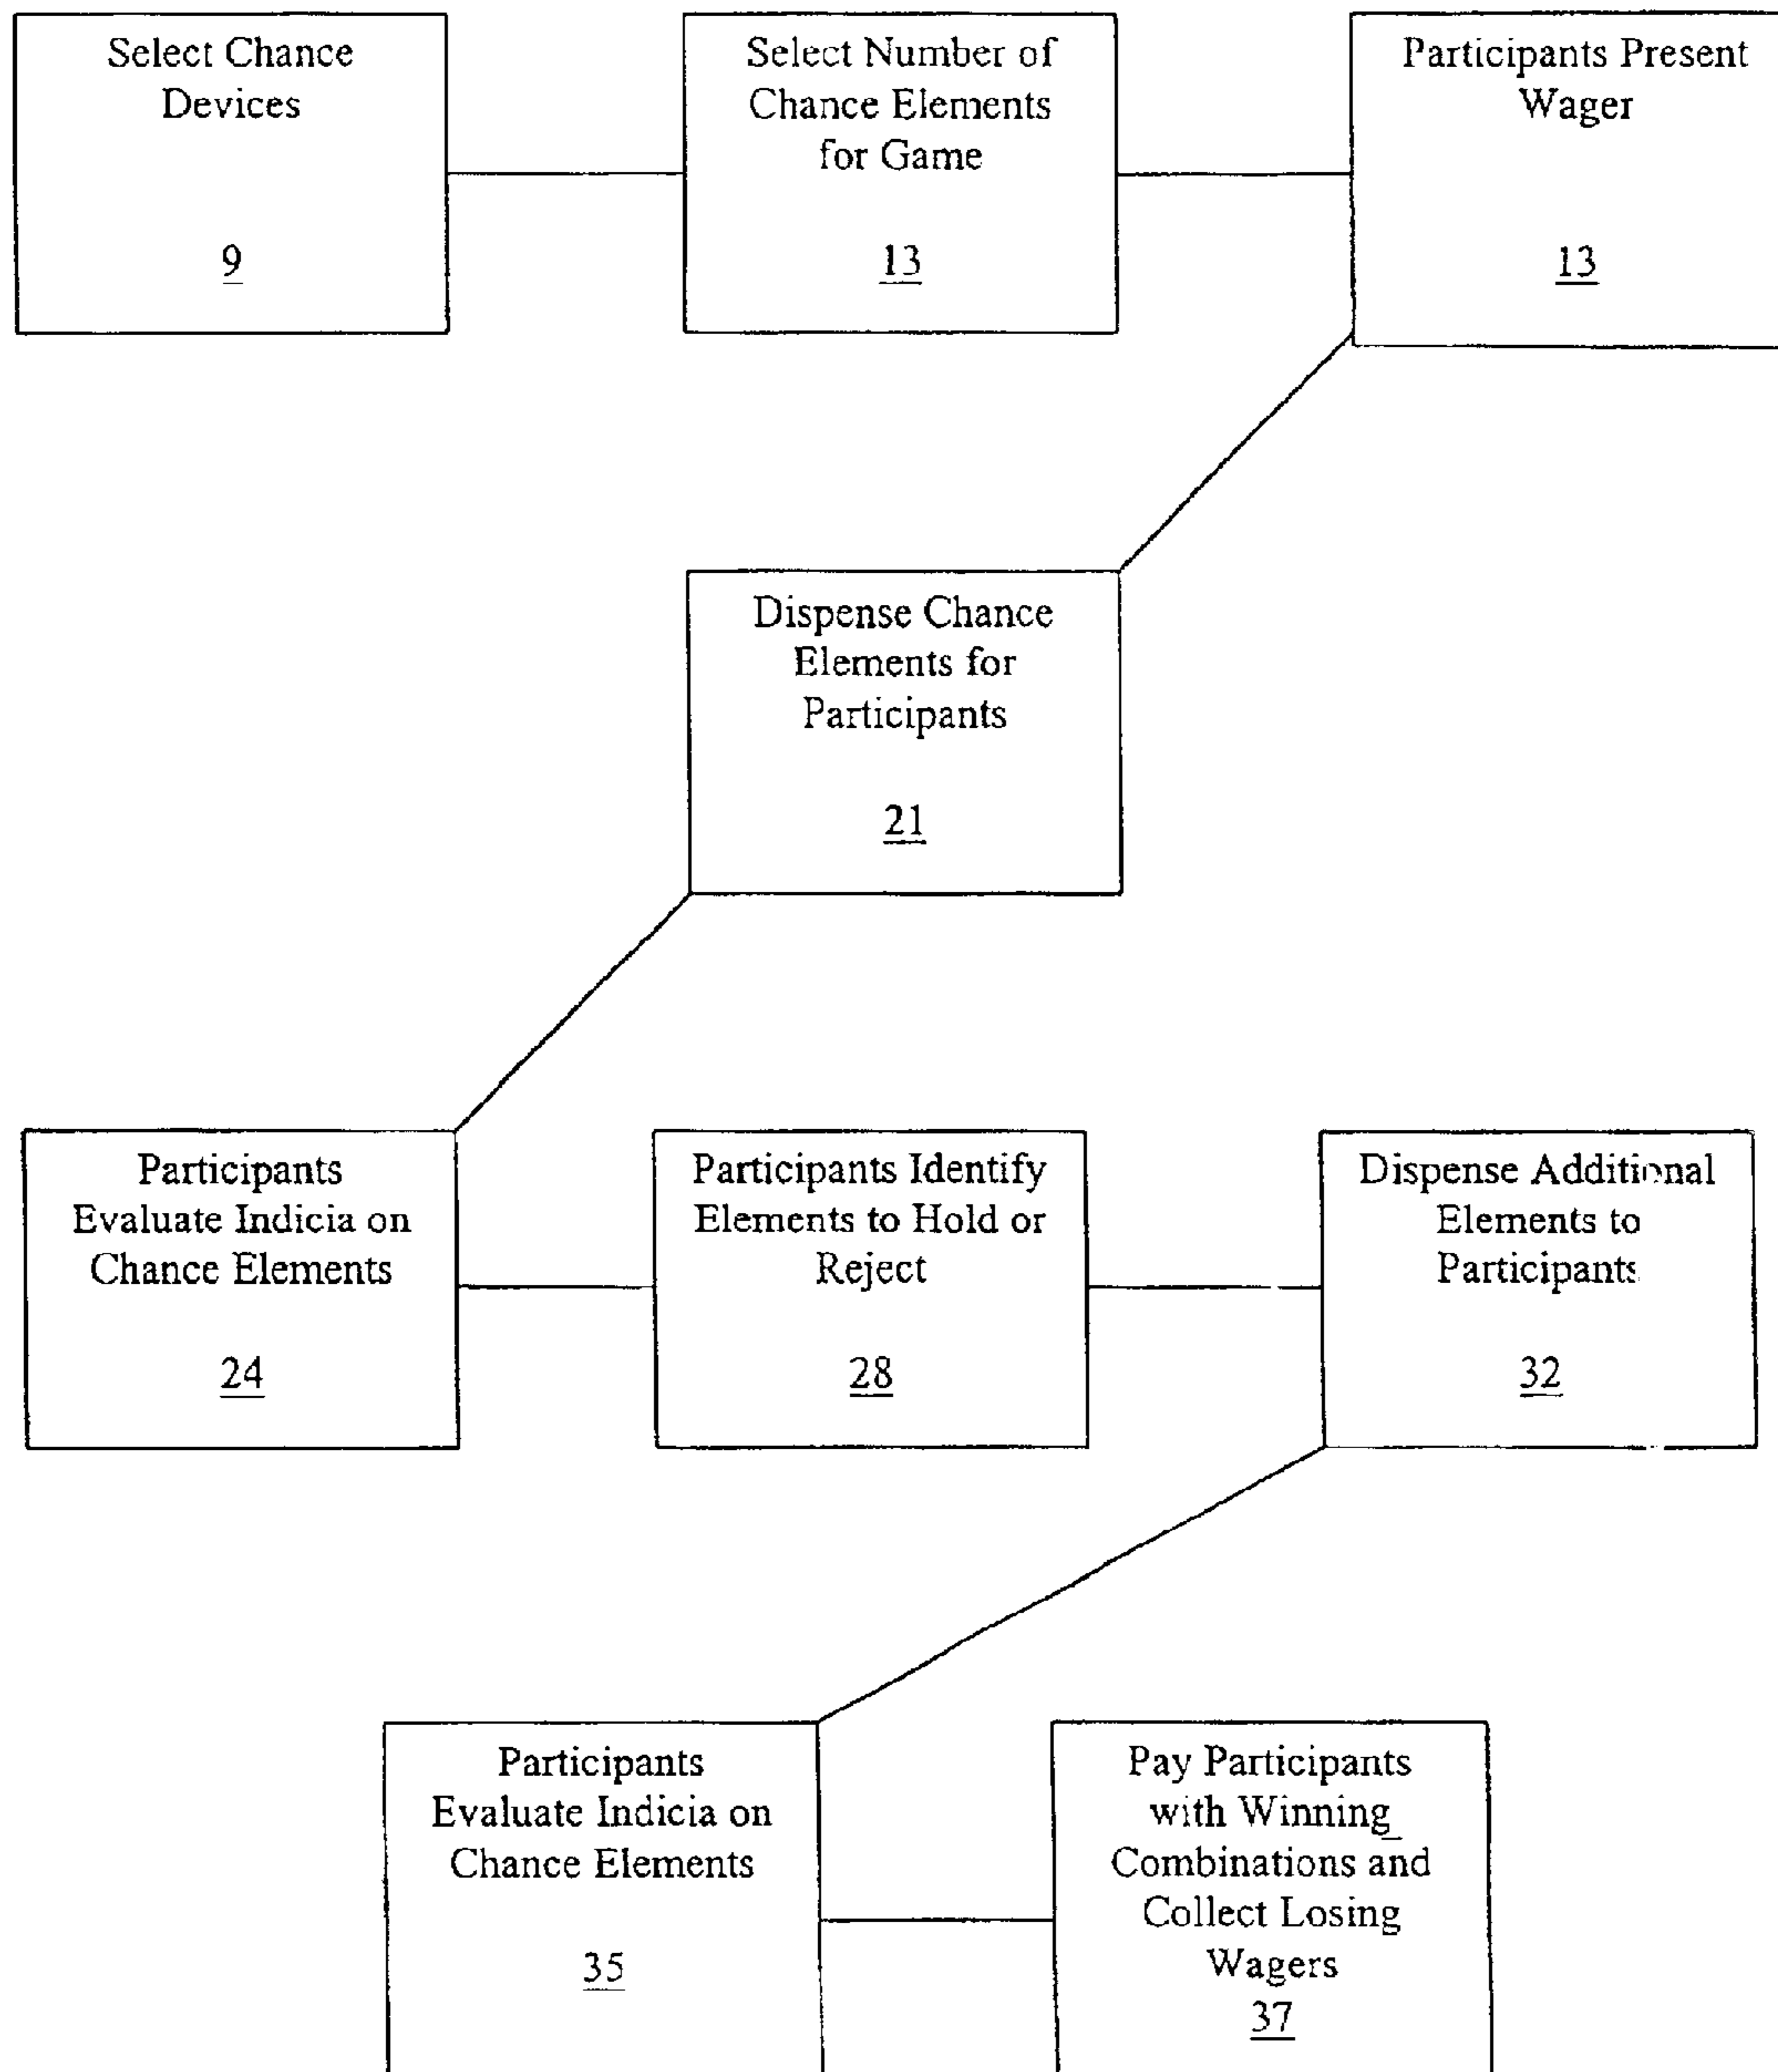 Select Chance
Devices
9
Select Number of
Chance Elements
for Game
13
Participants Present
Wager
13
Dispense Chance
Elements for
Participants
21
Participants
Evaluate Indicia on
Chance Elements
24
Participants Identify
Elements to Hold or
Reject
28
Dispense Additional
Elements to
Participants
32
Participants
Evaluate Indicia on
Chance Elements
35
Pay Participants
with Winning
Combinations and
Collect Losing
Wagers
37